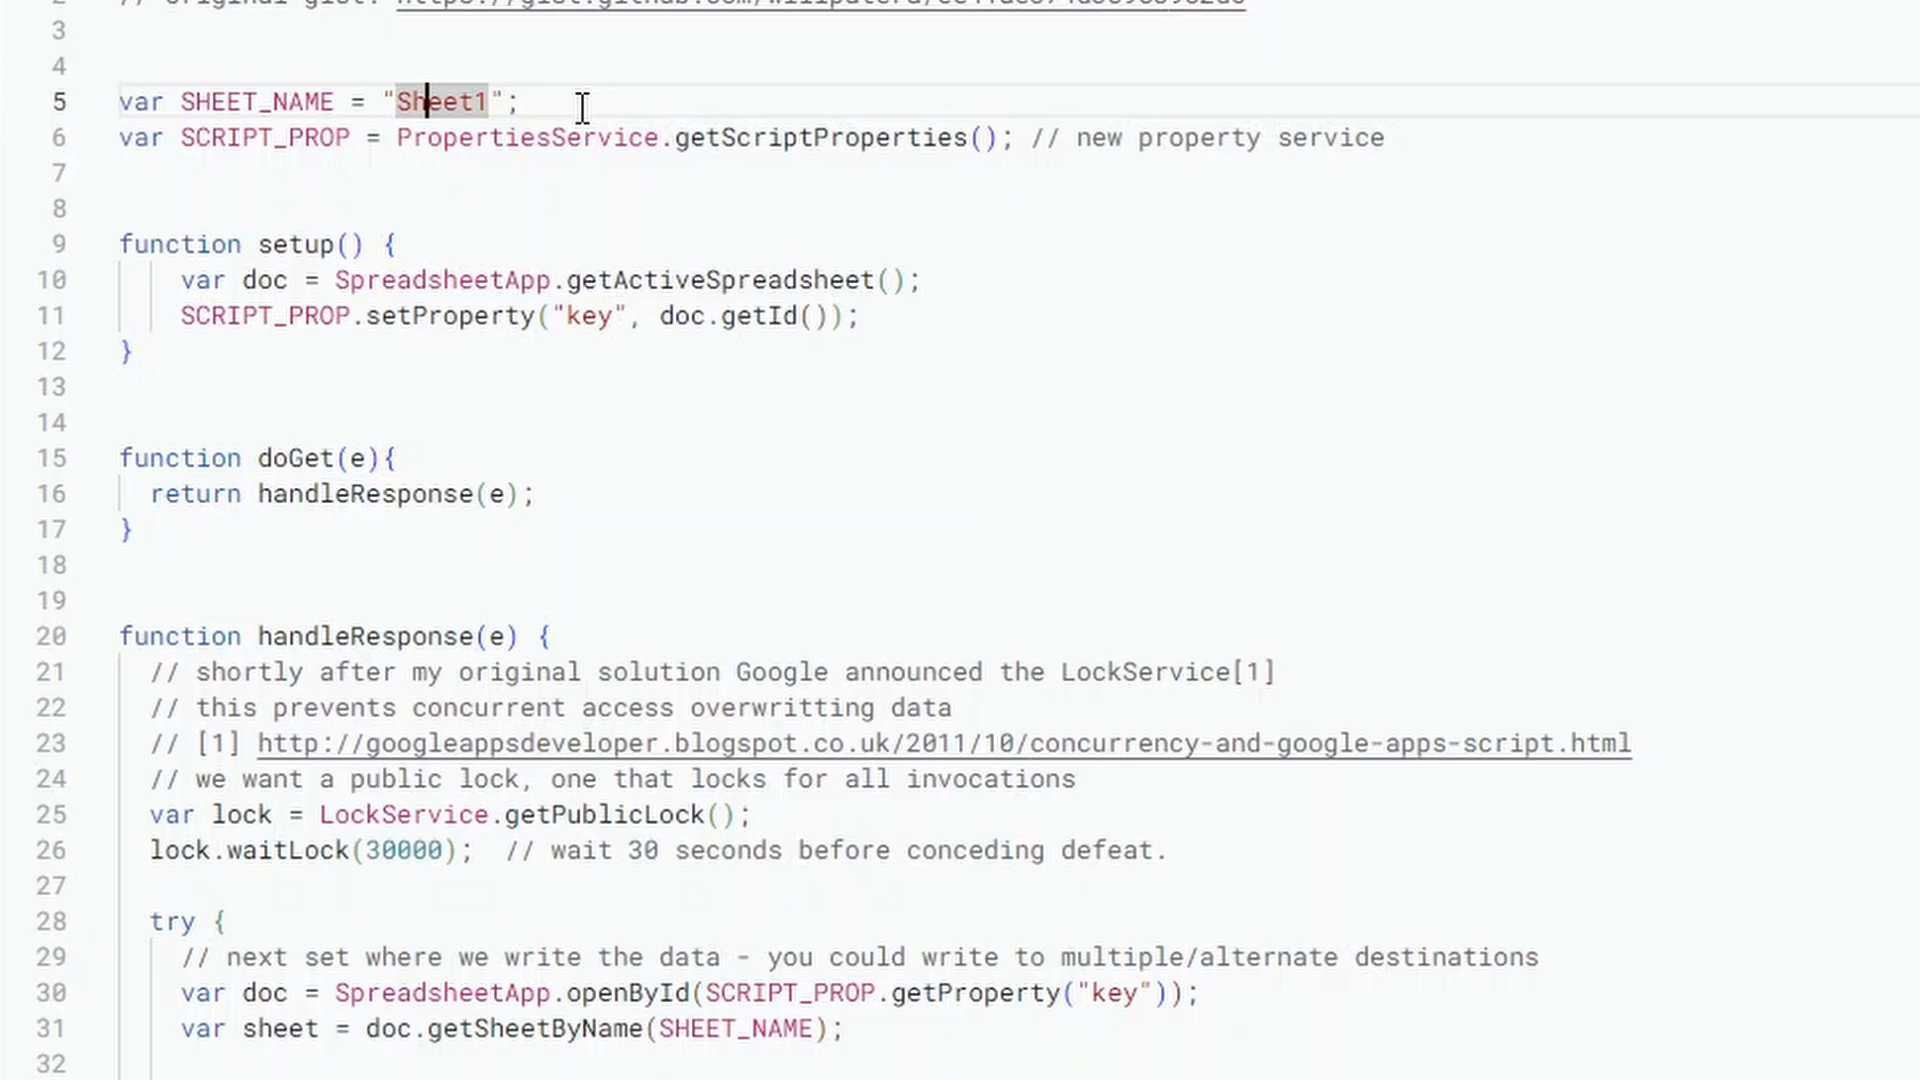 3
4
5 var SHEET_NAME = "Sheet1";
6 var SCRIPT_PROP = PropertiesService.getScriptProperties(); // new property service
7
8
9 function setup() {
10 var doc = SpreadsheetApp.getActiveSpreadsheet();
11 SCRIPT_PROP.setProperty("key", doc.getId());
12 }
13
14
15 function doGet(e){
16 return handleResponse(e);
17 }
18
19
20 function handleResponse(e) {
21 // shortly after my original solution Google announced the LockService[1]
22 // this prevents concurrent access overwritting data
23 // [1] http://googleappsdeveloper.blogspot.co.uk/2011/10/concurrency-and-google-apps-script.html
24 // we want a public lock, one that locks for all invocations
25 var lock = LockService.getPublicLock();
26 lock.waitLock(30000); // wait 30 seconds before conceding defeat.
27
28 try {
29 // next set where we write the data - you could write to multiple/alternate destinations
30 var doc = SpreadsheetApp.openById(SCRIPT_PROP.getProperty("key"));
31 var sheet = doc.getSheetByName(SHEET_NAME);
32